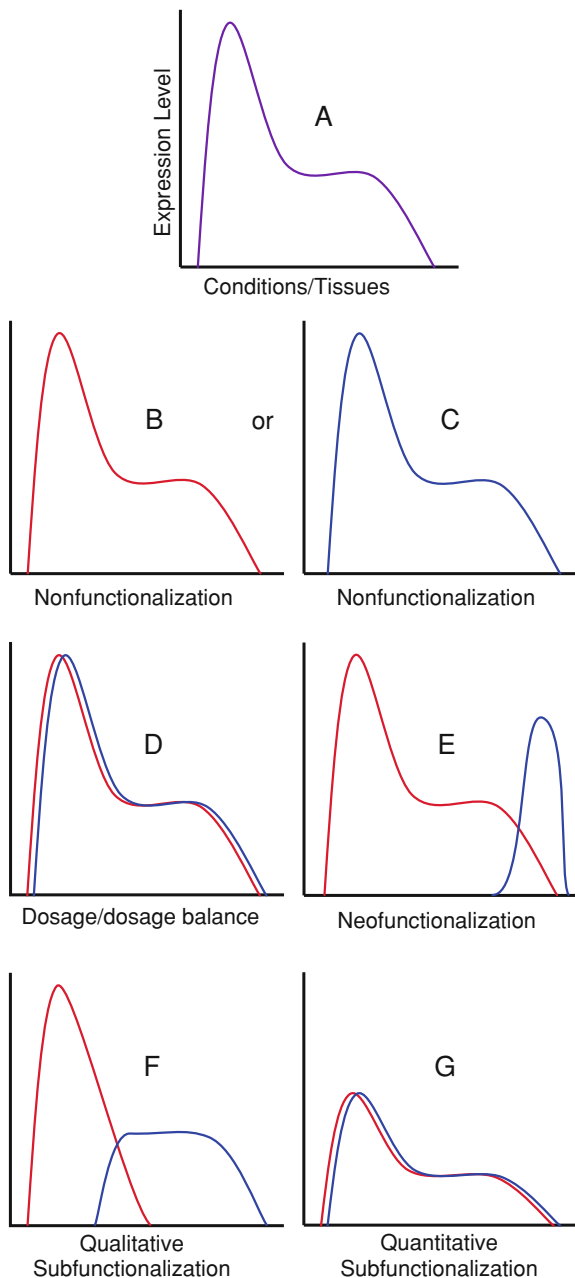 Expression Level
A
Conditions/Tissues
B
or
C
Nonfunctionalization
Nonfunctionalization
D
E
Dosage/dosage balance
Neofunctionalization
F
G
Qualitative
Subfunctionalization
Quantitative
Subfunctionalization